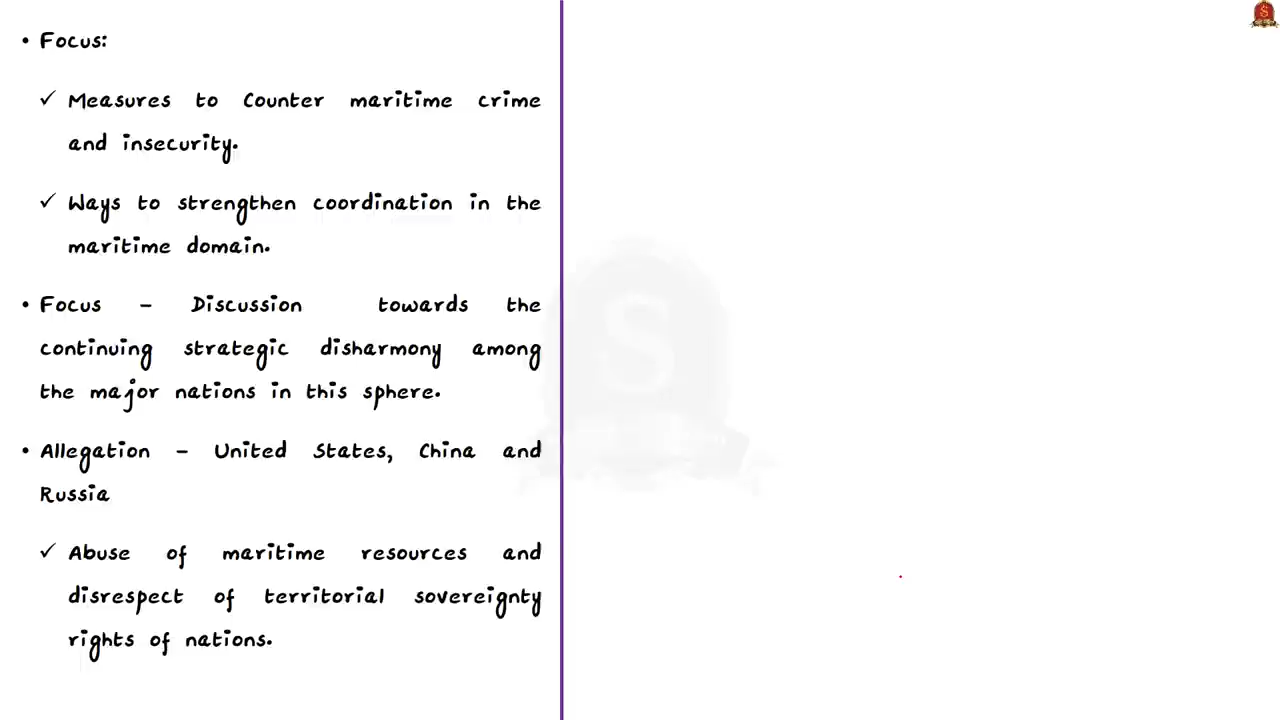 • Focus:
✓ Measures to Counter maritime crime
and insecurity.
✓ Ways to strengthen coordination in the
maritime domain.
• Focus – Discussion towards the
continuing strategic disharmony among
the major nations in this sphere.
• Allegation – United States, China and
Russia
✓ Abuse of maritime resources and
disrespect of territorial sovereignty
rights of nations.
S
S